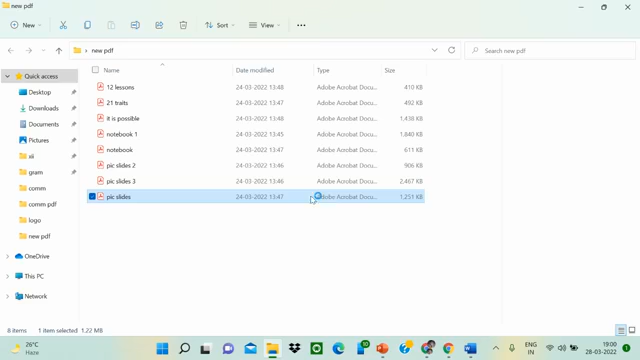 new pdf
New
Sort
View
new pdf
Search new pdf
Quick access
Desktop
Downloads
Documents
Pictures
aii
gram
comm
comm pdf
logo
new pdf
OneDrive
This PC
Network
Name Date modified Type Size
12 lessons 24-03-2022 13:48 Adobe Acrobat Docu... 410 KB
21 traits 24-03-2022 13:47 Adobe Acrobat Docu... 492 KB
it is possible 24-03-2022 13:48 Adobe Acrobat Docu... 1,438 KB
notebook 1 24-03-2022 13:45 Adobe Acrobat Docu... 1,840 KB
notebook 24-03-2022 13:47 Adobe Acrobat Docu... 611 KB
pic slides 2 24-03-2022 13:46 Adobe Acrobat Docu... 906 KB
pic slides 3 24-03-2022 13:46 Adobe Acrobat Docu... 2,467 KB
pic slides 24-03-2022 13:47 Adobe Acrobat Docu... 1,251 KB
8 items 1 item selected 1.22 MB
26°C
Haze
10
ENG
IN
19:00
28-03-2022
1